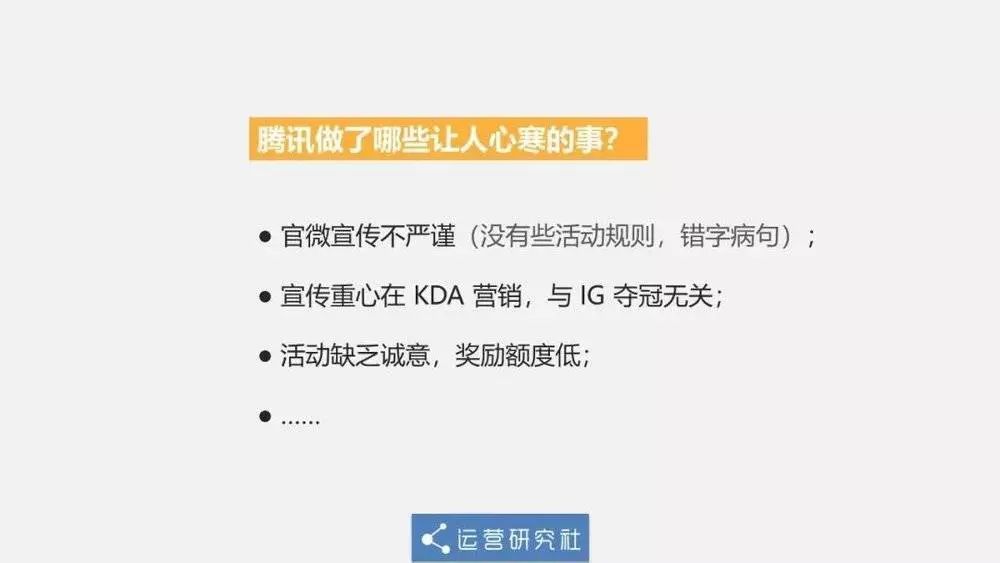 腾讯做了哪些让人心寒的事？
● 官微宣传不严谨（没有些活动规则，错字病句）；
● 宣传重心在 KDA 营销，与 IG 夺冠无关；
● 活动缺乏诚意，奖励额度低；
● ......
运营研究社